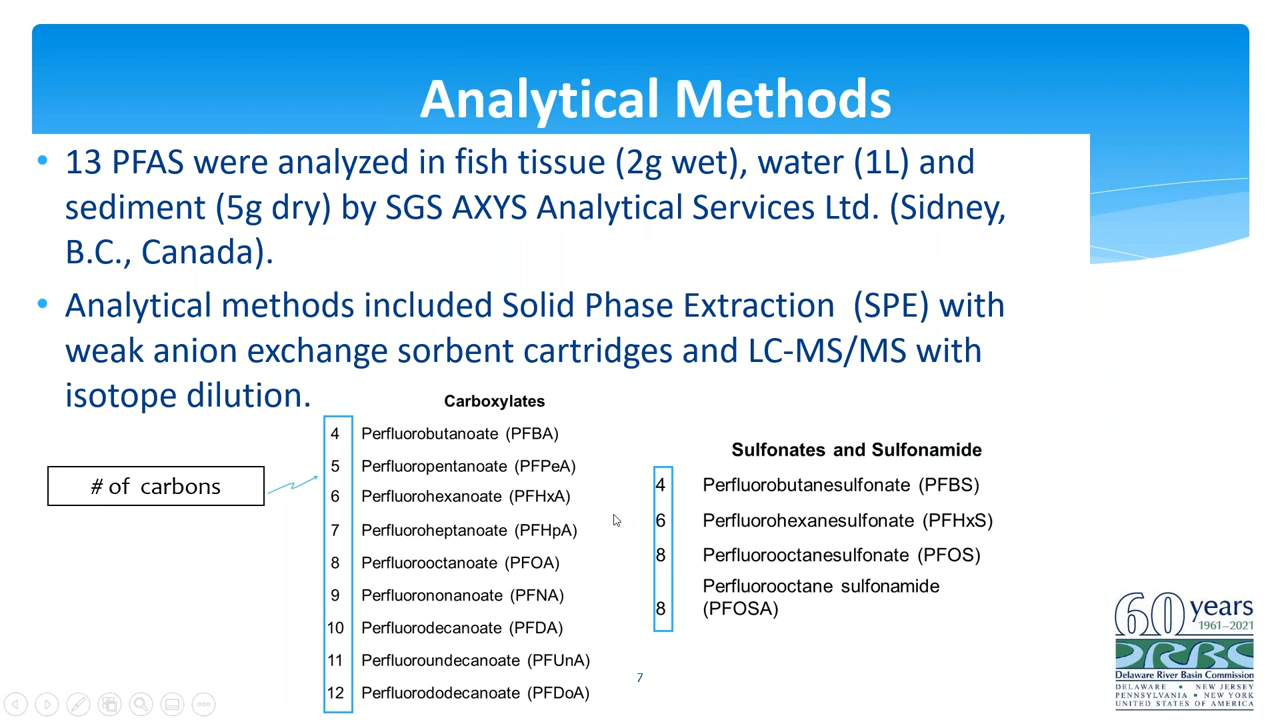 Analytical Methods
• 13 PFAS were analyzed in fish tissue (2g wet), water (1L) and
sediment (5g dry) by SGS AXYS Analytical Services Ltd. (Sidney,
B.C., Canada).
• Analytical methods included Solid Phase Extraction (SPE) with
weak anion exchange sorbent cartridges and LC-MS/MS with
isotope dilution.
# of carbons
Carboxylates
4 Perfluorobutanoate (PFBA)
5 Perfluoropentanoate (PFPeA)
6 Perfluorohexanoate (PFHxA)
7 Perfluoroheptanoate (PFHpA)
8 Perfluorooctanoate (PFOA)
9 Perfluorononanoate (PFNA)
10 Perfluorodecanoate (PFDA)
11 Perfluoroundecanoate (PFUnA)
12 Perfluorododecanoate (PFDoA)
Sulfonates and Sulfonamide
4 Perfluorobutanesulfonate (PFBS)
6 Perfluorohexanesulfonate (PFHxS)
8 Perfluorooctanesulfonate (PFOS)
Perfluorooctane sulfonamide
8 (PFOSA)
7
60 years
1961–2021
DRBC
Delaware River Basin Commission
DELAWARE • NEW JERSEY
PENNSYLVANIA • NEW YORK
UNITED STATES OF AMERICA